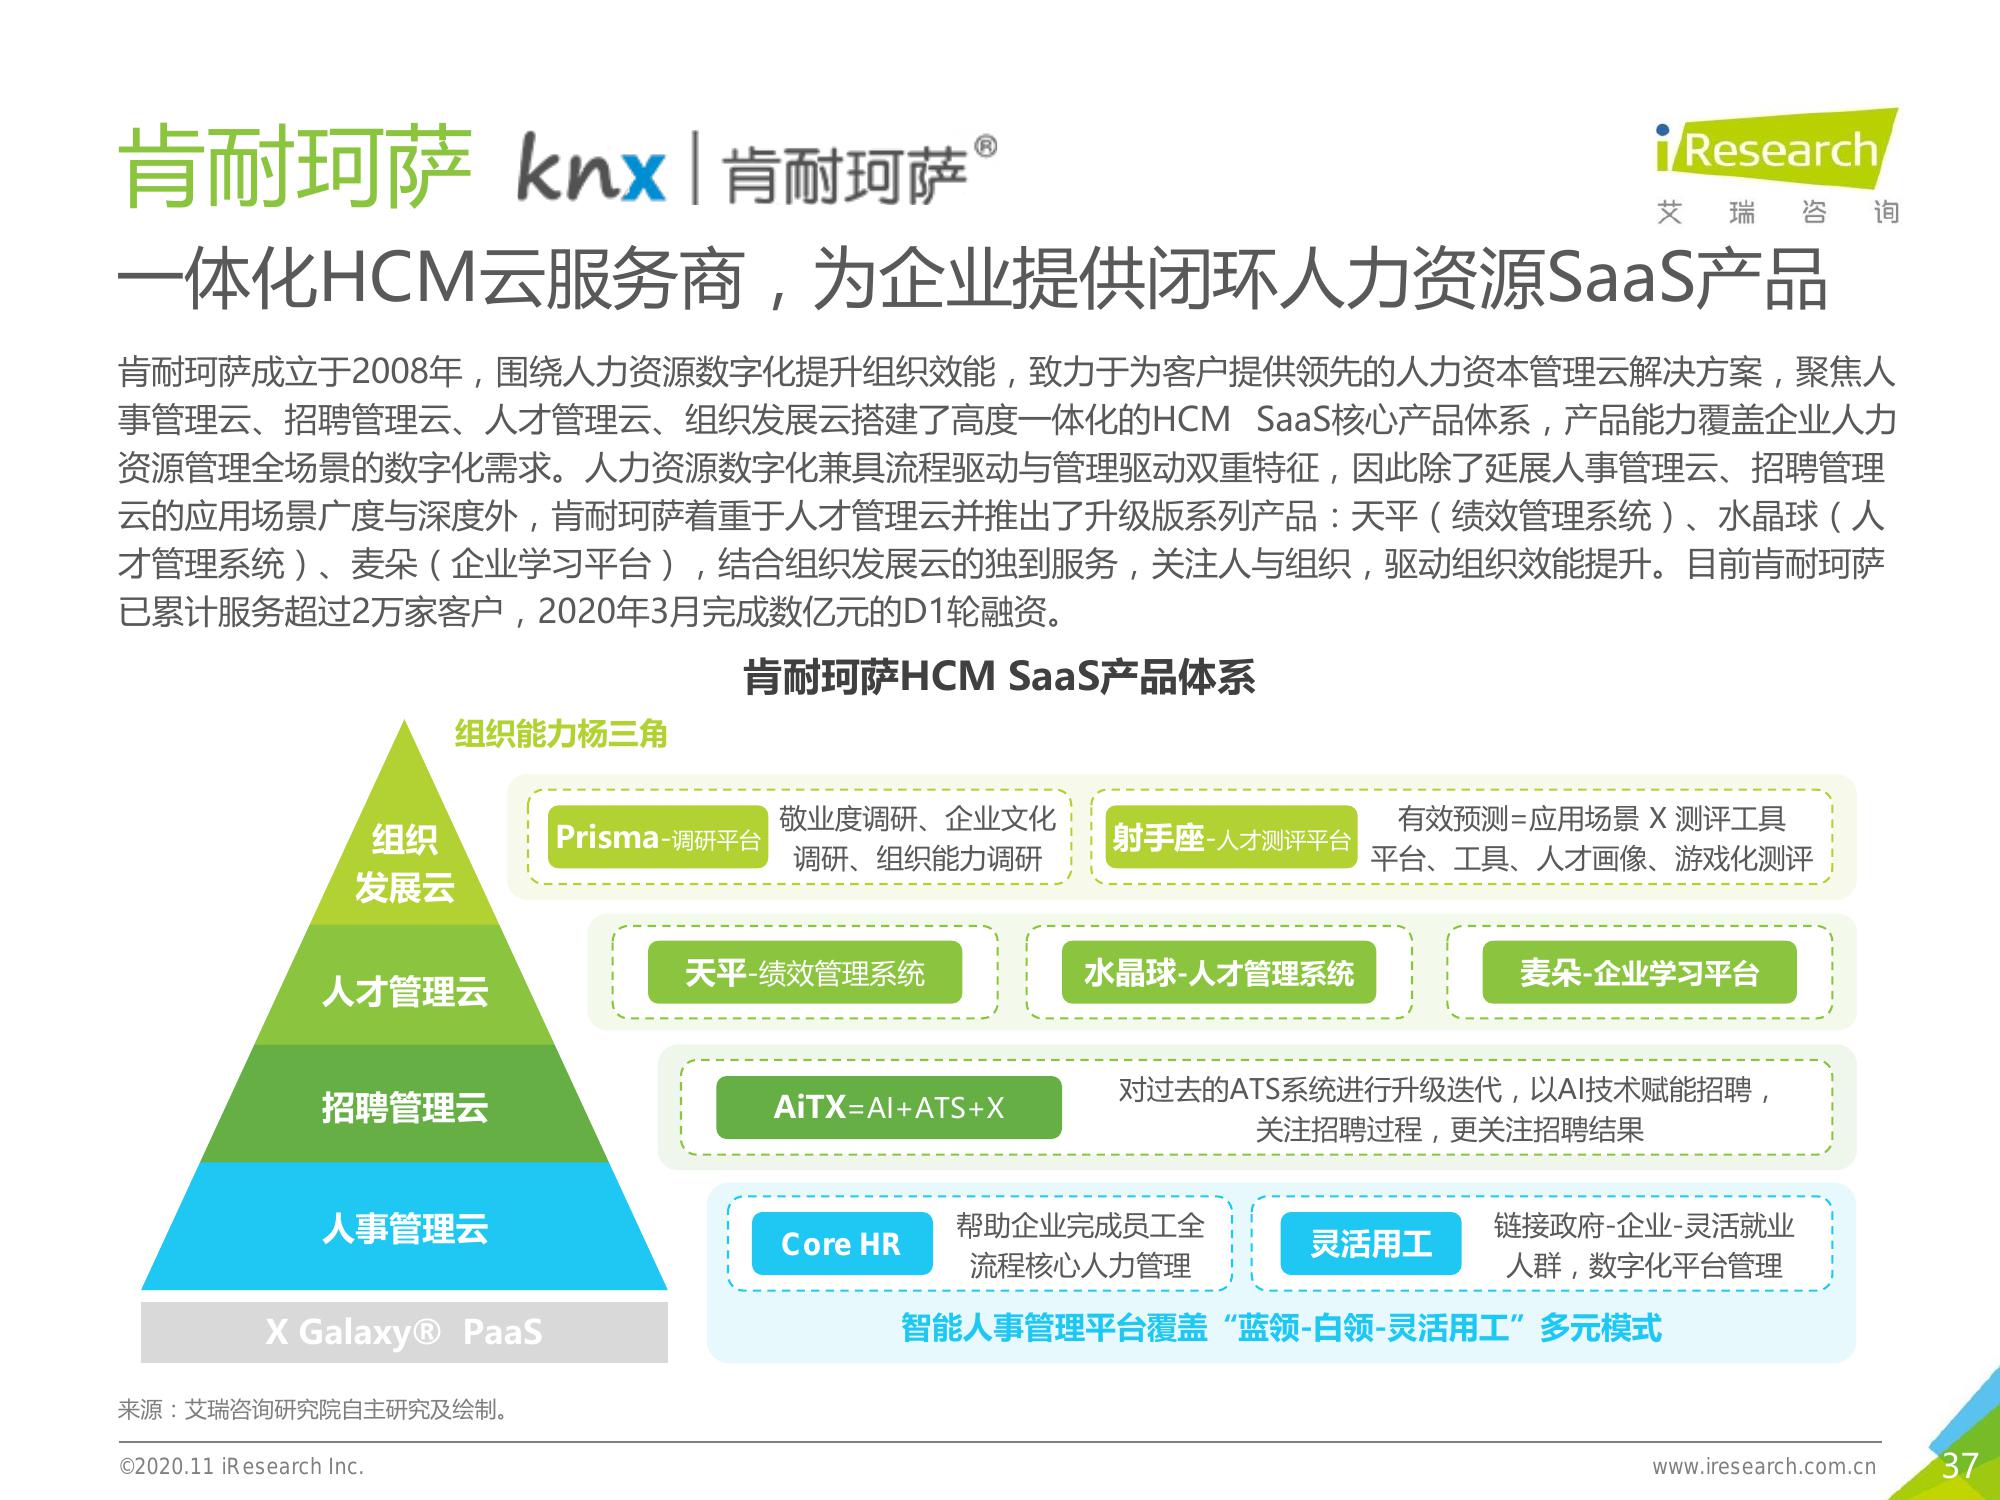 肯耐珂萨 knx | 肯耐珂萨®
iResearch
艾瑞咨询
一体化HCM云服务商，为企业提供闭环人力资源SaaS产品
肯耐珂萨成立于2008年，围绕人力资源数字化提升组织效能，致力于为客户提供领先的人力资本管理云解决方案，聚焦人
事管理云、招聘管理云、人才管理云、组织发展云搭建了高度一体化的HCM SaaS核心产品体系，产品能力覆盖企业人力
资源管理全场景的数字化需求。人力资源数字化兼具流程驱动与管理驱动双重特征，因此除了延展人事管理云、招聘管理
云的应用场景广度与深度外，肯耐珂萨着重于人才管理云并推出了升级版系列产品：天平（绩效管理系统）、水晶球（人
才管理系统）、麦朵（企业学习平台），结合组织发展云的独到服务，关注人与组织，驱动组织效能提升。目前肯耐珂萨
已累计服务超过2万家客户，2020年3月完成数亿元的D1轮融资。
肯耐珂萨HCM SaaS产品体系
组织能力杨三角
组织
发展云
Prisma-调研平台
敬业度调研、企业文化
调研、组织能力调研
射手座-人才测评平台
有效预测=应用场景 X 测评工具
平台、工具、人才画像、游戏化测评
人才管理云
天平-绩效管理系统
水晶球-人才管理系统
麦朵-企业学习平台
招聘管理云
AiTX=AI+ATS+X
对过去的ATS系统进行升级迭代，以AI技术赋能招聘，
关注招聘过程，更关注招聘结果
人事管理云
Core HR
帮助企业完成员工全
流程核心人力管理
灵活用工
链接政府-企业-灵活就业
人群，数字化平台管理
智能人事管理平台覆盖“蓝领-白领-灵活用工”多元模式
X Galaxy® PaaS
来源：艾瑞咨询研究院自主研究及绘制。
©2020.11 iResearch Inc.
www.iresearch.com.cn
37